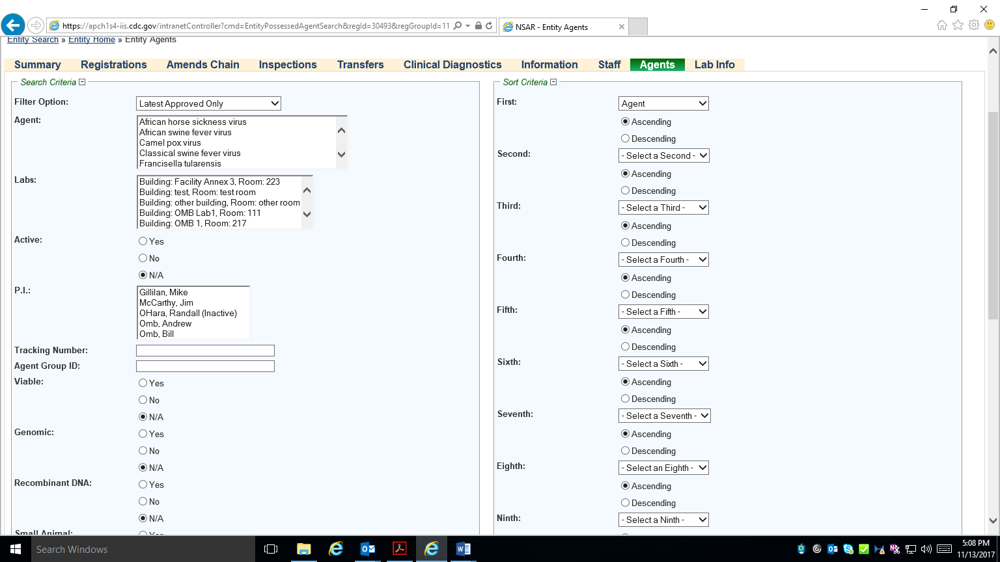 https://apch1s4-iis.cdc.gov/intranetController?cmd=EntityPossessedAgentSearch&regId=30493&regGroupId=11
NSAR - Entity Agents
Entity Search » Entity Home » Entity Agents
Summary Registrations Amends Chain Inspections Transfers Clinical Diagnostics Information Staff Agents Lab Info
Search Criteria
Filter Option: Latest Approved Only
Agent:
African horse sickness virus
African swine fever virus
Camel pox virus
Classical swine fever virus
Francisella tularensis
Labs:
Building: Facility Annex 3, Room: 223
Building: test, Room: test room
Building: other building, Room: other room
Building: OMB Lab1, Room: 111
Building: OMB 1, Room: 217
Active:
Yes
No
N/A
P.I.:
Gillilan, Mike
McCarthy, Jim
OHara, Randall (Inactive)
Omb, Andrew
Omb, Bill
Tracking Number:
Agent Group ID:
Viable:
Yes
No
N/A
Genomic:
Yes
No
N/A
Recombinant DNA:
Yes
No
N/A
Small Animal:
Yes
Sort Criteria
First: Agent
Ascending
Descending
Second: - Select a Second -
Ascending
Descending
Third: - Select a Third -
Ascending
Descending
Fourth: - Select a Fourth -
Ascending
Descending
Fifth: - Select a Fifth -
Ascending
Descending
Sixth: - Select a Sixth -
Ascending
Descending
Seventh: - Select a Seventh -
Ascending
Descending
Eighth: - Select an Eighth -
Ascending
Descending
Ninth: - Select a Ninth -
Search Windows
5:08 PM
11/13/2017